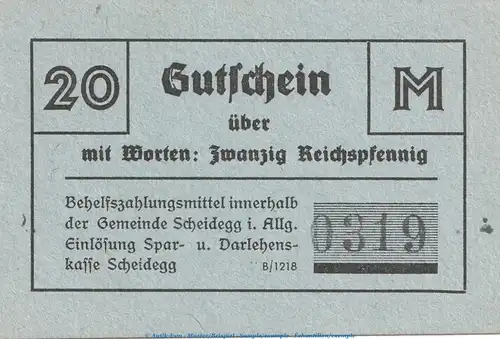 20 Gutschein M
über
mit Worten: Zwanzig Reichspfennig
Behelfszahlungsmittel innerhalb
der Gemeinde Scheidegg i. Allg.
Einlösung Spar- u. Darlehens-
kasse Scheidegg B/1218
0319